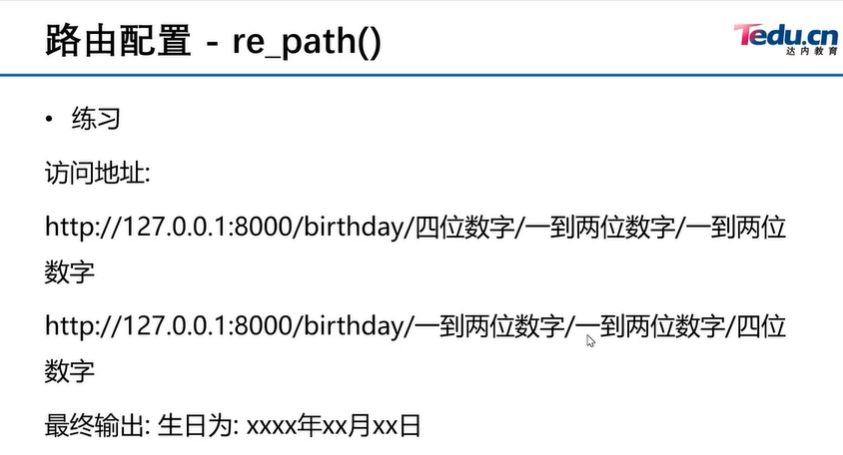 路由配置 - re_path()
Tedu.cn
达内教育
• 练习
访问地址:
http://127.0.0.1:8000/birthday/四位数字/一到两位数字/一到两位
数字
http://127.0.0.1:8000/birthday/一到两位数字/一到两位数字/四位
数字
最终输出: 生日为: xxxx年xx月xx日